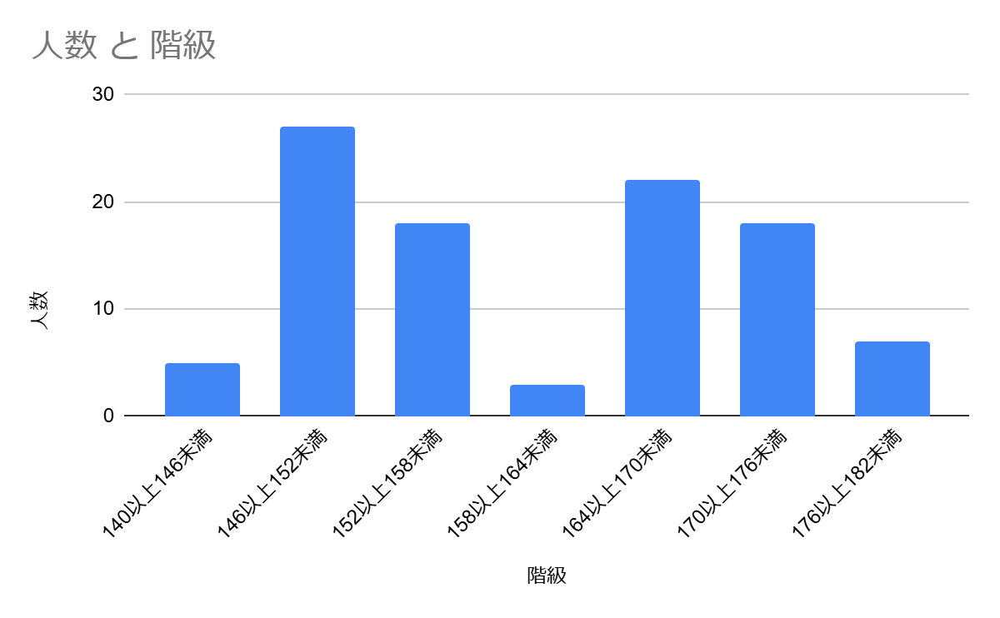 人数 と 階級
30
20
10
0
人数
140以上146未満
146以上152未満
152以上158未満
158以上164未満
164以上170未満
170以上176未満
176以上182未満
階級